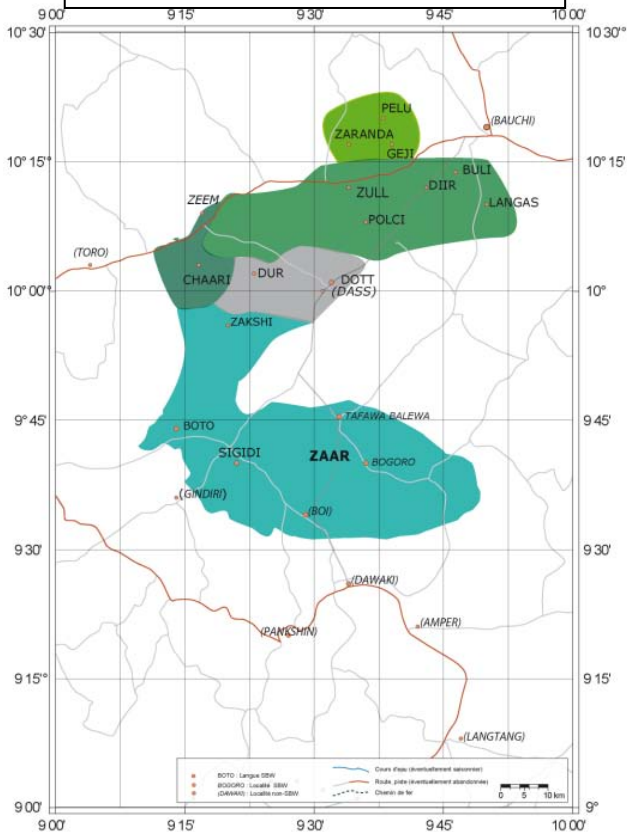 9 00' 9 15' 9 30' 9 45' 10 00'
10° 30' 10 30'°
PELU
(BAUCHI)
ZARANDA
GEJI
10°15' 10°15'
BULI
ZULL DIIR
ZEEM LANGAS
POLCI
(TORO)
CHAARI DUR DOTT
10° 00' 10°
(DASS)
ZAKSHI
9°45' 9°45'
TAFAWA BALEWA
BOTO
SIGIDI ZAAR BOGORO
(GINDIRI)
(BOI)
9 30' 9 30'
(DAWAKI)
(PANKSHIN) (AMPER)
9 15'° 9 15'°
(LANGTANG)
BOTO : Langue SBW
BOGORO : Localité SBW
(DAWAKI) : Localité non-SBW
Cours d'eau (éventuellement saisonnier)
Route, piste (éventuellement abandonnée)
Chemin de fer
0 5 10 km
9 00' 9°
9 00' 9 15' 9 30' 9 45' 10 00'